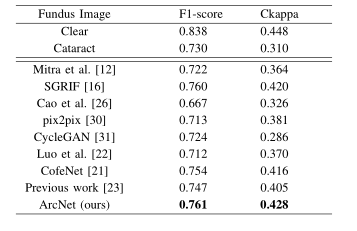 Fundus Image F1-score Ckappa
Clear 0.838 0.448
Cataract 0.730 0.310
Mitra et al. [12] 0.722 0.364
SGRIF [16] 0.760 0.420
Cao et al. [26] 0.667 0.326
pix2pix [30] 0.713 0.381
CycleGAN [31] 0.724 0.286
Luo et al. [22] 0.712 0.370
CofeNet [21] 0.754 0.416
Previous work [23] 0.747 0.405
ArcNet (ours) 0.761 0.428